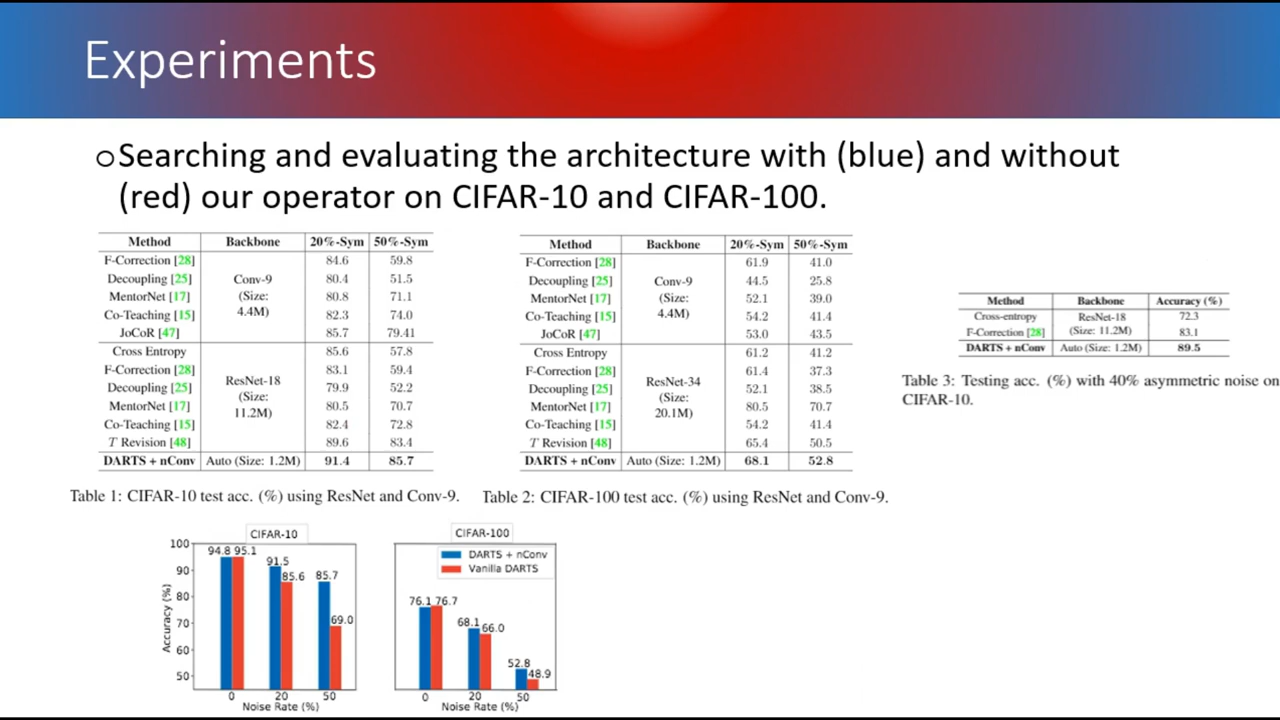 Experiments
oSearching and evaluating the architecture with (blue) and without
(red) our operator on CIFAR-10 and CIFAR-100.
Method Backbone 20%-Sym 50%-Sym
F-Correction [28] 84.6 59.8
Decoupling [25] Conv-9 80.4 51.5
MentorNet [17] (Size: 80.8 71.1
Co-Teaching [15] 4.4M) 82.3 74.0
JoCoR [47] 85.7 79.41
Cross Entropy 85.6 57.8
F-Correction [28] 83.1 59.4
Decoupling [25] ResNet-18 79.9 52.2
MentorNet [17] (Size: 80.5 70.7
Co-Teaching [15] 11.2M) 82.4 72.8
T Revision [48] 89.6 83.4
DARTS + nConv Auto (Size: 1.2M) 91.4 85.7
Table 1: CIFAR-10 test acc. (%) using ResNet and Conv-9.
Method Backbone 20%-Sym 50%-Sym
F-Correction [28] 61.9 41.0
Decoupling [25] Conv-9 44.5 25.8
MentorNet [17] (Size: 52.1 39.0
Co-Teaching [15] 4.4M) 54.2 41.4
JoCoR [47] 53.0 43.5
Cross Entropy 61.2 41.2
F-Correction [28] 61.4 37.3
Decoupling [25] ResNet-34 52.1 38.5
MentorNet [17] (Size: 80.5 70.7
Co-Teaching [15] 20.1M) 54.2 41.4
T Revision [48] 65.4 50.5
DARTS + nConv Auto (Size: 1.2M) 68.1 52.8
Table 2: CIFAR-100 test acc. (%) using ResNet and Conv-9.
Method Backbone Accuracy (%)
Cross-entropy ResNet-18 72.3
F-Correction [28] (Size: 11.2M) 83.1
DARTS + nConv Auto (Size: 1.2M) 89.5
Table 3: Testing acc. (%) with 40% asymmetric noise on
CIFAR-10.
CIFAR-10
Accuracy (%)
100
90
80
70
60
50
94.8 95.1
91.5
85.6
85.7
69.0
0 20 50
Noise Rate (%)
CIFAR-100
DARTS + nConv
Vanilla DARTS
76.1 76.7
68.1
66.0
52.8
48.9
0 20 50
Noise Rate (%)